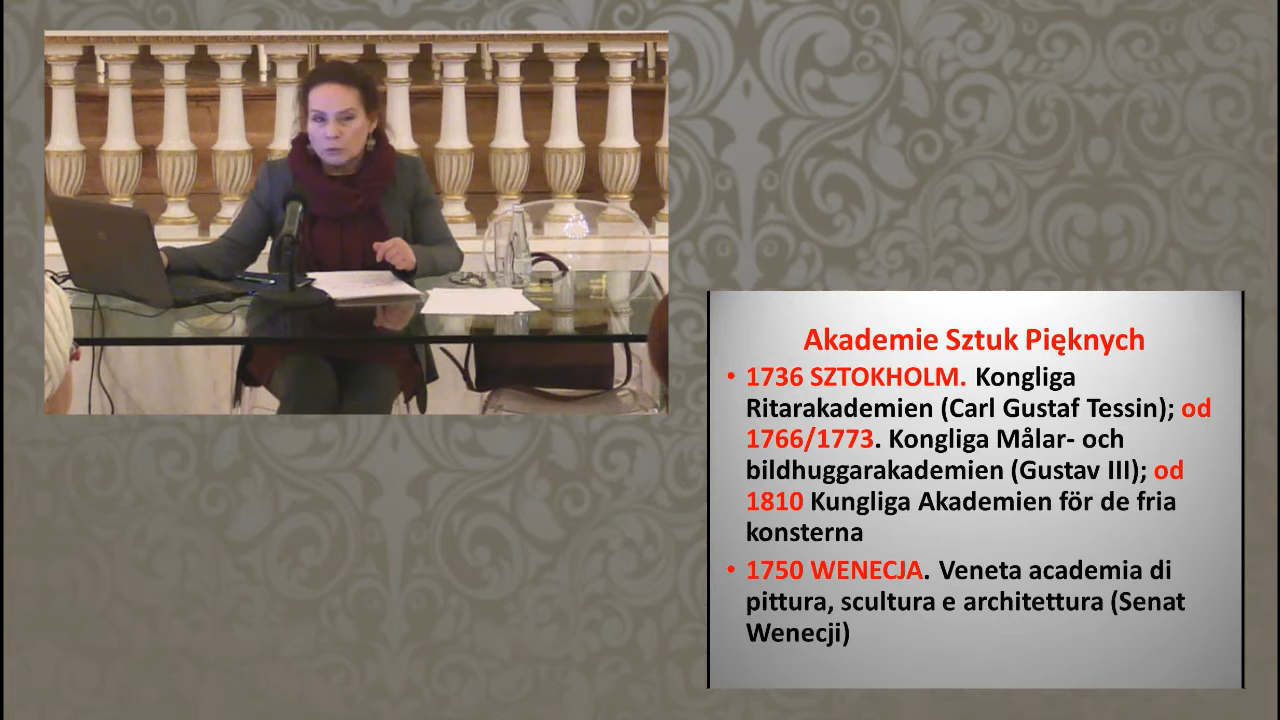 Akademie Sztuk Pięknych
• 1736 SZTOKHOLM. Kongliga
Ritarakademien (Carl Gustaf Tessin); od
1766/1773. Kongliga Målar- och
bildhuggarakademien (Gustav III); od
1810 Kungliga Akademien för de fria
konsterna
• 1750 WENECJA. Veneta academia di
pittura, scultura e architettura (Senat
Wenecji)